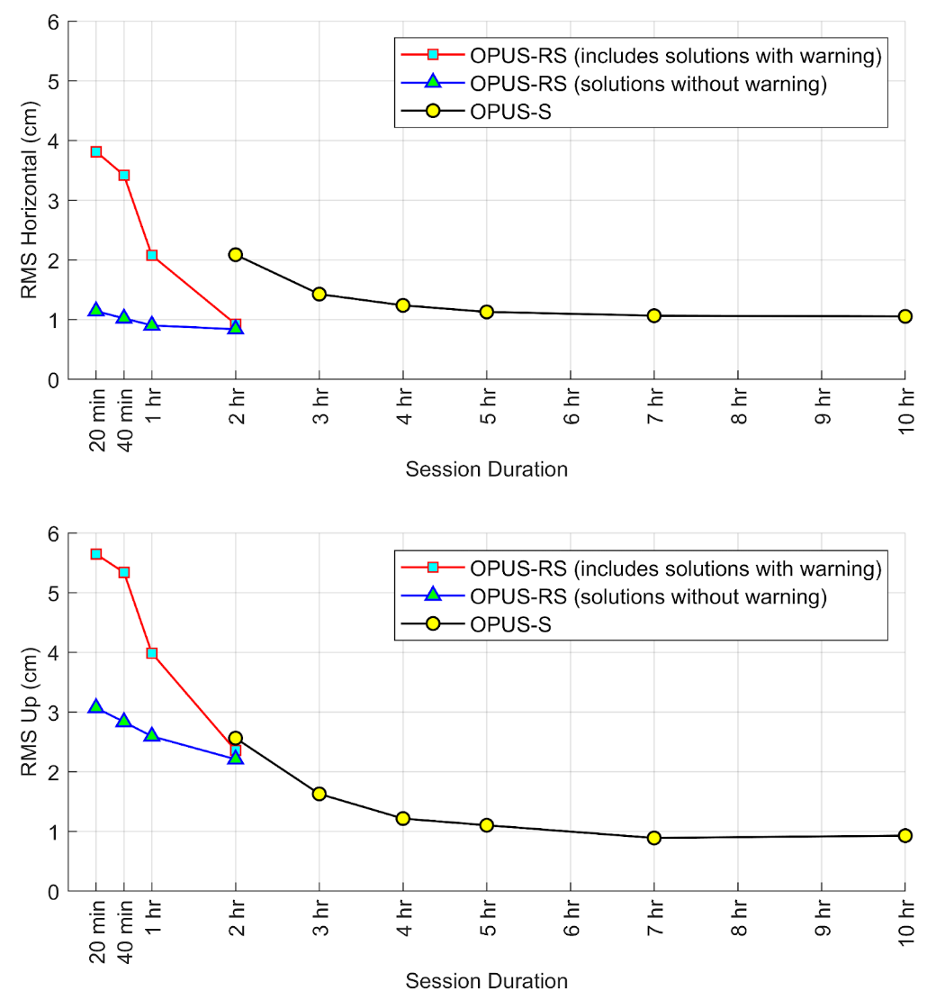 6
5
4
3
2
1
0
RMS Horizontal (cm)
OPUS-RS (includes solutions with warning)
OPUS-RS (solutions without warning)
OPUS-S
20 min
40 min
1 hr
2 hr
3 hr
4 hr
5 hr
6 hr
7 hr
8 hr
9 hr
10 hr
Session Duration
6
5
4
3
2
1
0
RMS Up (cm)
OPUS-RS (includes solutions with warning)
OPUS-RS (solutions without warning)
OPUS-S
20 min
40 min
1 hr
2 hr
3 hr
4 hr
5 hr
6 hr
7 hr
8 hr
9 hr
10 hr
Session Duration